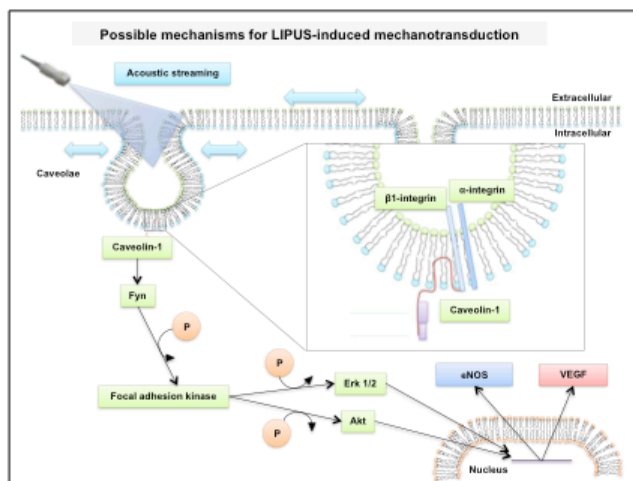 Possible mechanisms for LIPUS-induced mechanotransduction
Acoustic streaming
Extracellular
Intracellular
Caveolae
β1-integrin
α-integrin
Caveolin-1
Caveolin-1
Fyn
P
Focal adhesion kinase
P
Erk 1/2
P
Akt
eNOS
VEGF
Nucleus